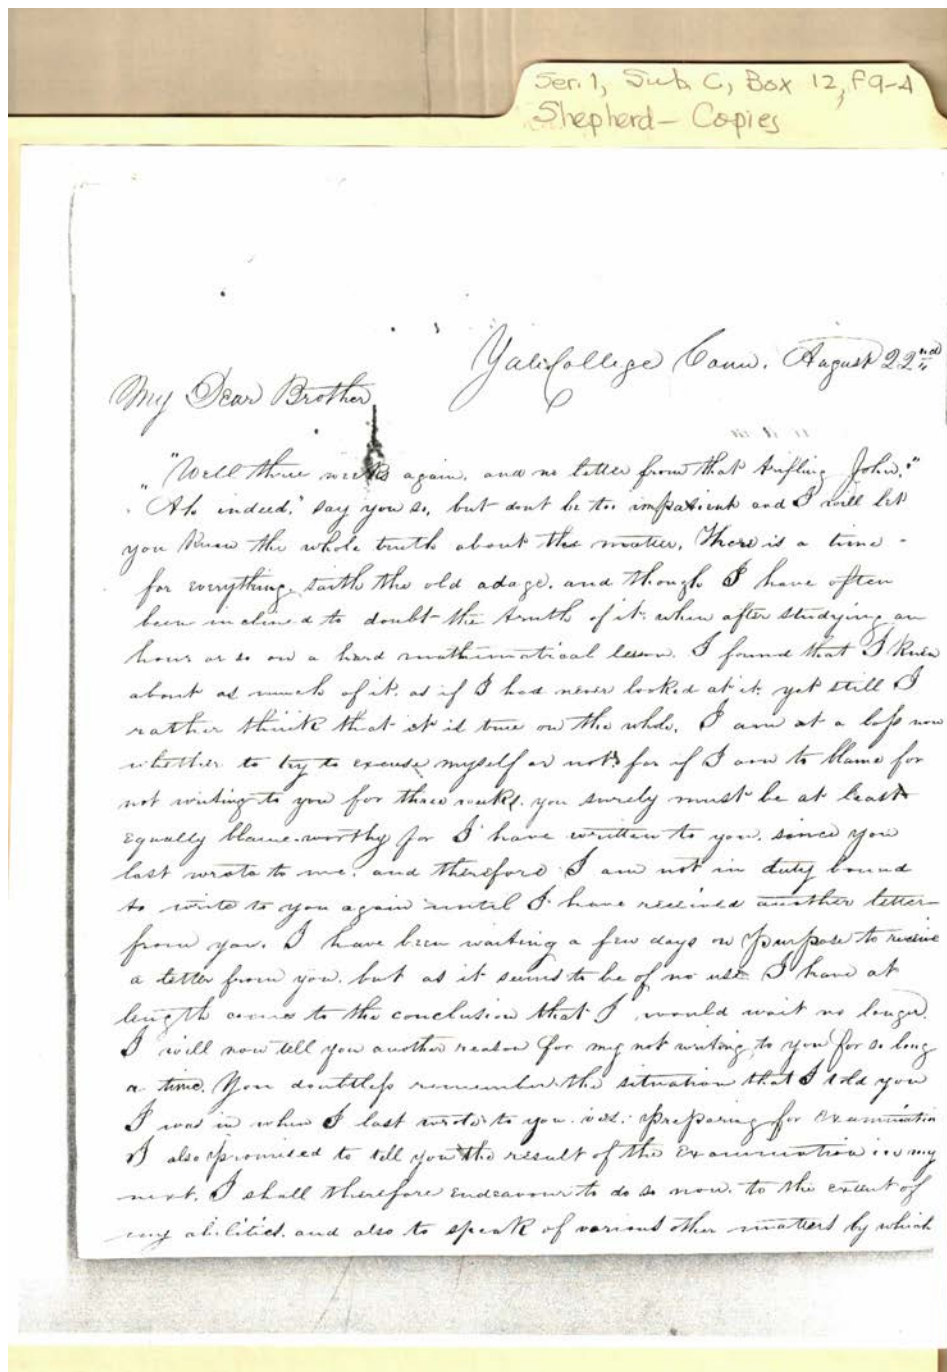 Ser. 1, Sub. C, Box 12, F9-A
Shepherd - Copies
Yale College Conn. August 22nd
My Dear Brother
"Well three weeks again, and no letter from that trifling John."
"Ah indeed," say you so, but dont be too impatient and I will let
you know the whole truth about the matter. There is a time
for everything, saith the old adage, and though I have often
been inclined to doubt the truth of it, when after studying an
hour or so on a hard mathematical lesson I found that I knew
about as much of it, as if I had never looked at it, yet still I
rather think that it is true on the whole. I am at a loss now
whether to try to excuse myself or not, for if I am to blame for
not writing to you for three weeks, you surely must be at least
equally blame-worthy for I have written to you, since you
last wrote to me, and therefore I am not in duty bound
to write to you again until I have received another letter
from you. I have been waiting a few days on purpose to receive
a letter from you, but as it seems to be of no use I have at
length come to the conclusion that I would wait no longer.
I will now tell you another reason for my not writing to you for so long
a time. You doubtless remember the situation that I told you
I was in when I last wrote to you. viz: preparing for Examination
I also promised to tell you the result of the Examination in my
next. I shall therefore endeavour to do so now, to the extent of
my abilities, and also to speak of various other matters by which